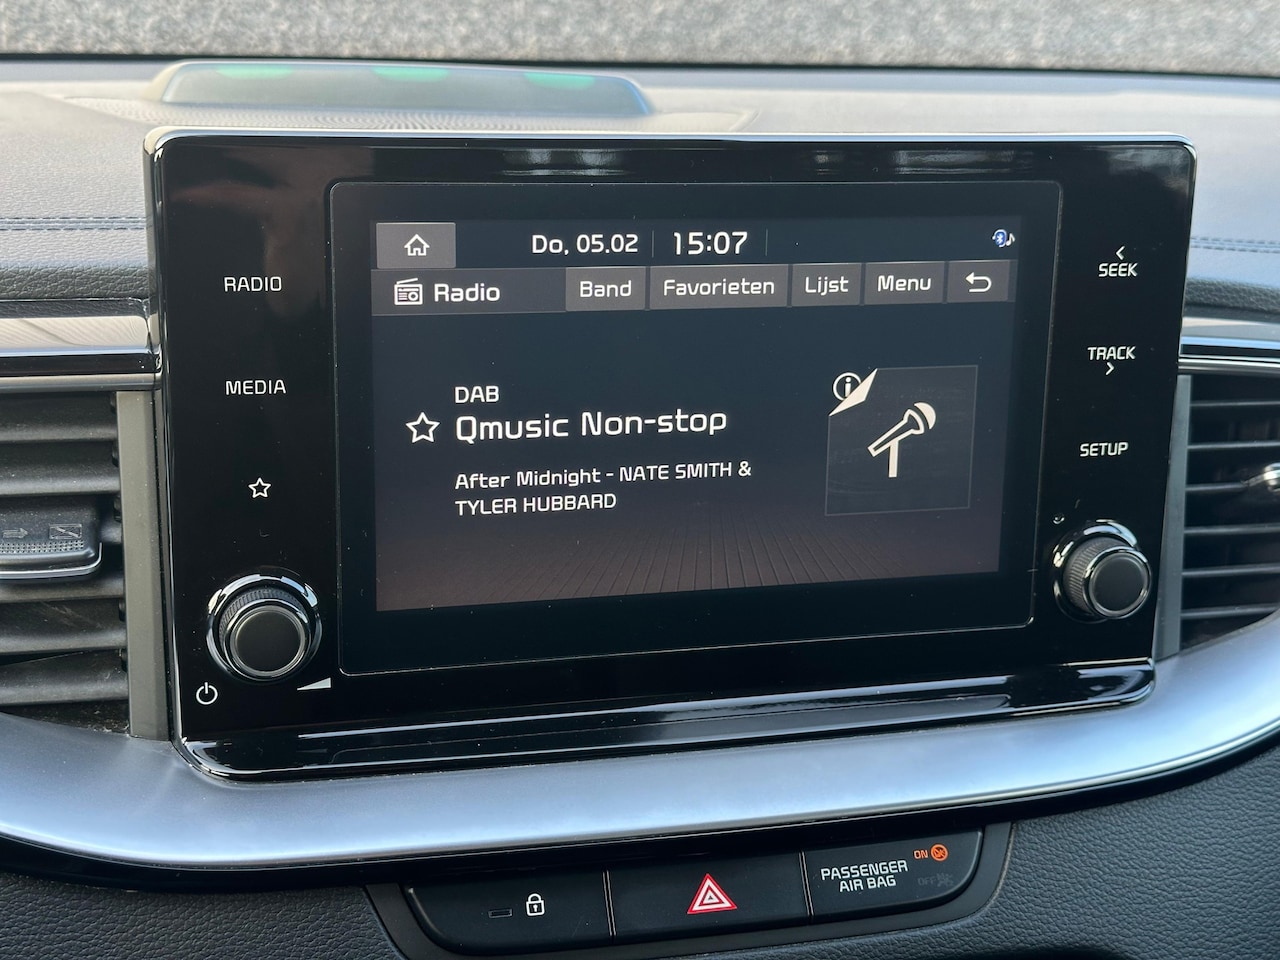 Do, 05.02 15:07
Radio Band Favorieten Lijst Menu
RADIO
MEDIA
DAB
Qmusic Non-stop
After Midnight - NATE SMITH &
TYLER HUBBARD
SEEK
TRACK
SETUP
PASSENGER
AIR BAG
ON
OFF